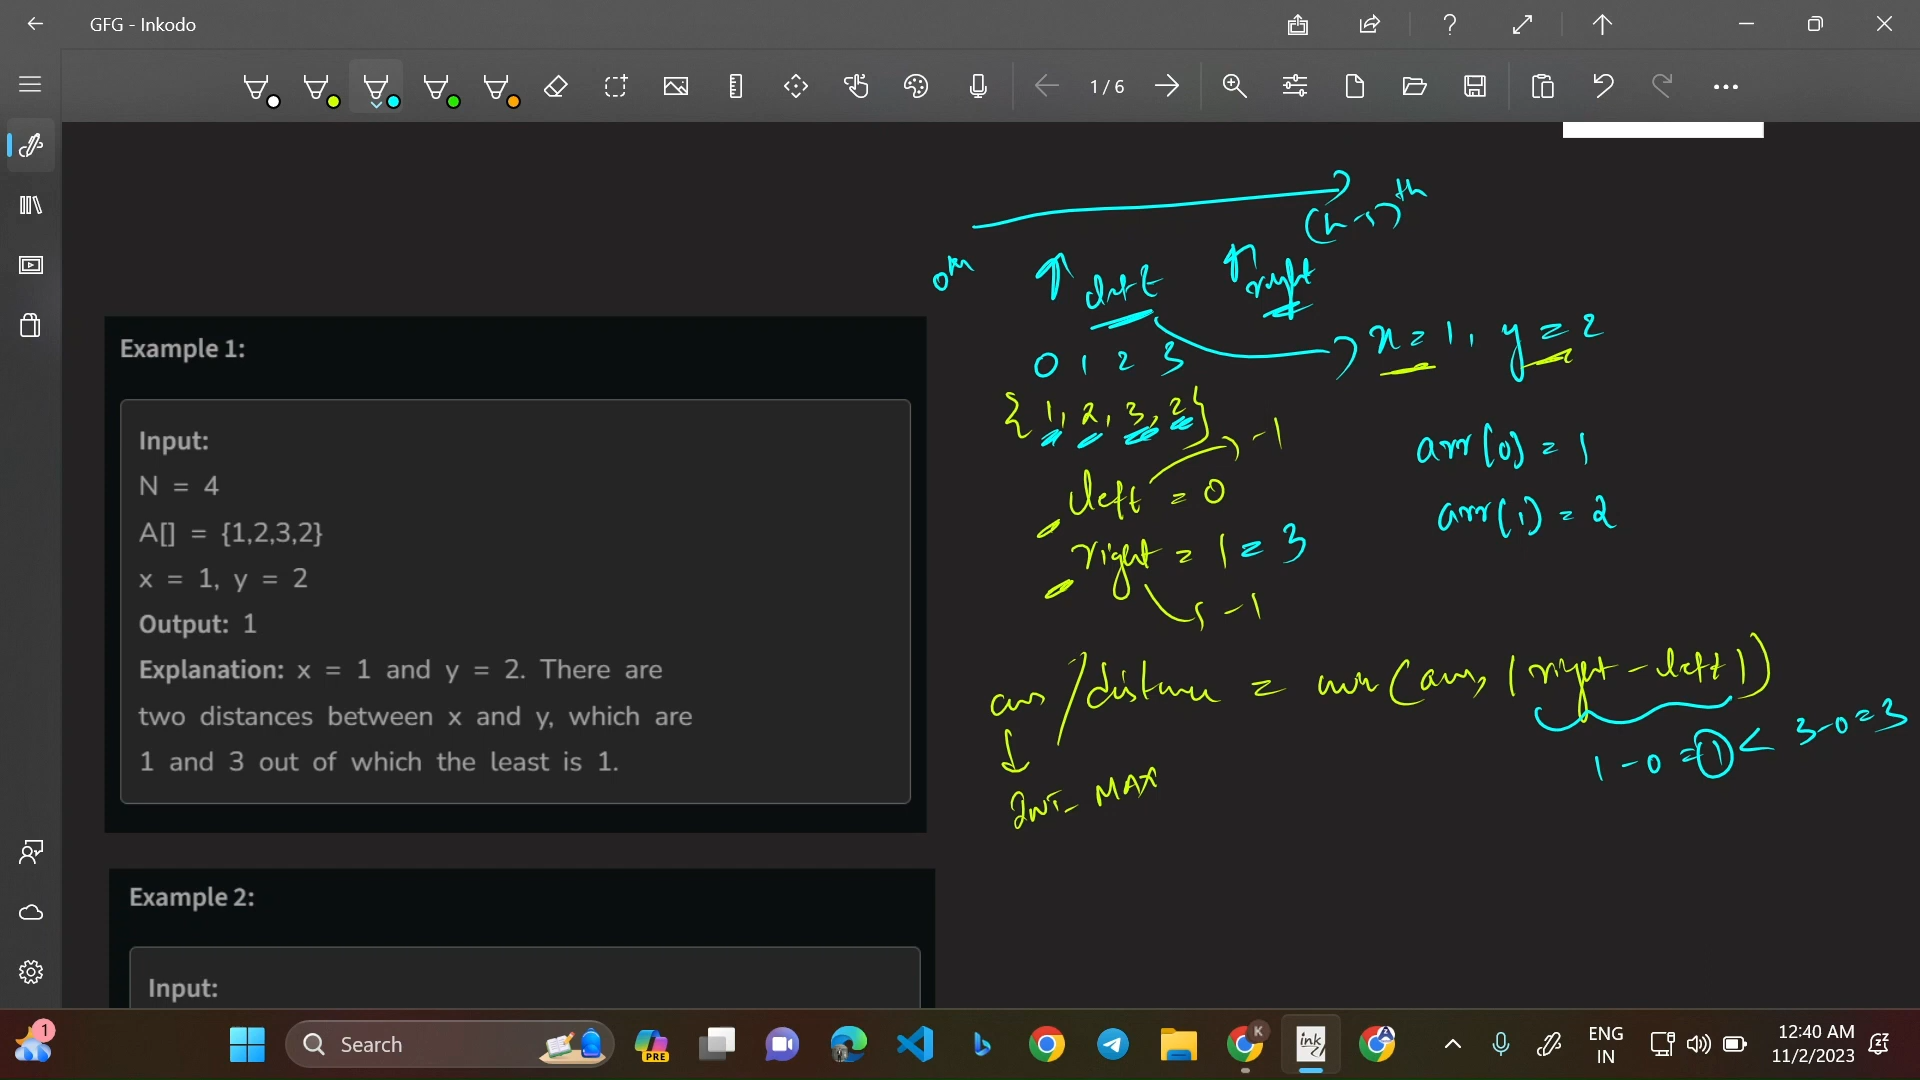 GFG - Inkodo
1 / 6
Example 1:
Input:
N = 4
A[] = {1,2,3,2}
x = 1, y = 2
Output: 1
Explanation: x = 1 and y = 2. There are
two distances between x and y, which are
1 and 3 out of which the least is 1.
Example 2:
Input:
(n-1)th
0th
left
right
x = 1, y = 2
0 1 2 3
{1, 2, 3, 2}
-1
left = 0
right = 1 = 3
-1
arr[0] = 1
arr[1] = 2
ans / distance = min(ans, |right - left|)
1 - 0 = 1 < 3-0=3
INT_MAX
1
Search
PRE
K
ink
A
ENG
IN
12:40 AM
11/2/2023